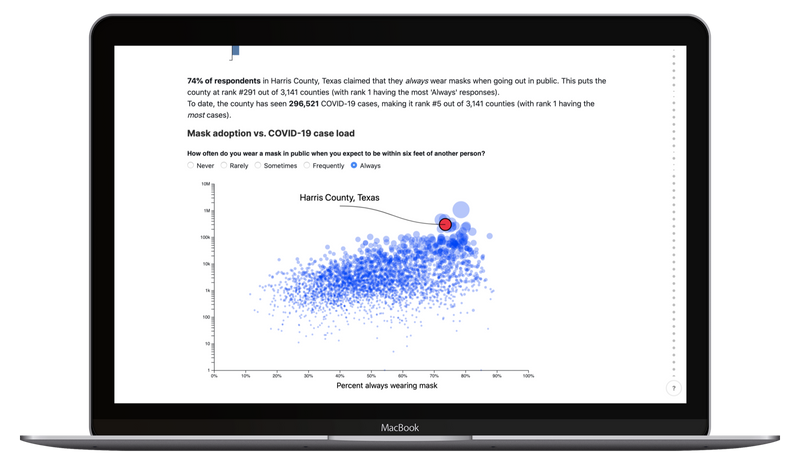 74% of respondents in Harris County, Texas claimed that they always wear masks when going out in public. This puts the
county at rank #291 out of 3,141 counties (with rank 1 having the most 'Always' responses).
To date, the county has seen 296,521 COVID-19 cases, making it rank #5 out of 3,141 counties (with rank 1 having the
most cases).
Mask adoption vs. COVID-19 case load
How often do you wear a mask in public when you expect to be within six feet of another person?
Never Rarely Sometimes Frequently Always
10M
Harris County, Texas
1M
100k
10k
1k
100
10
1
0% 10% 20% 30% 40% 50% 60% 70% 80% 90% 100%
Percent always wearing mask
?
MacBook